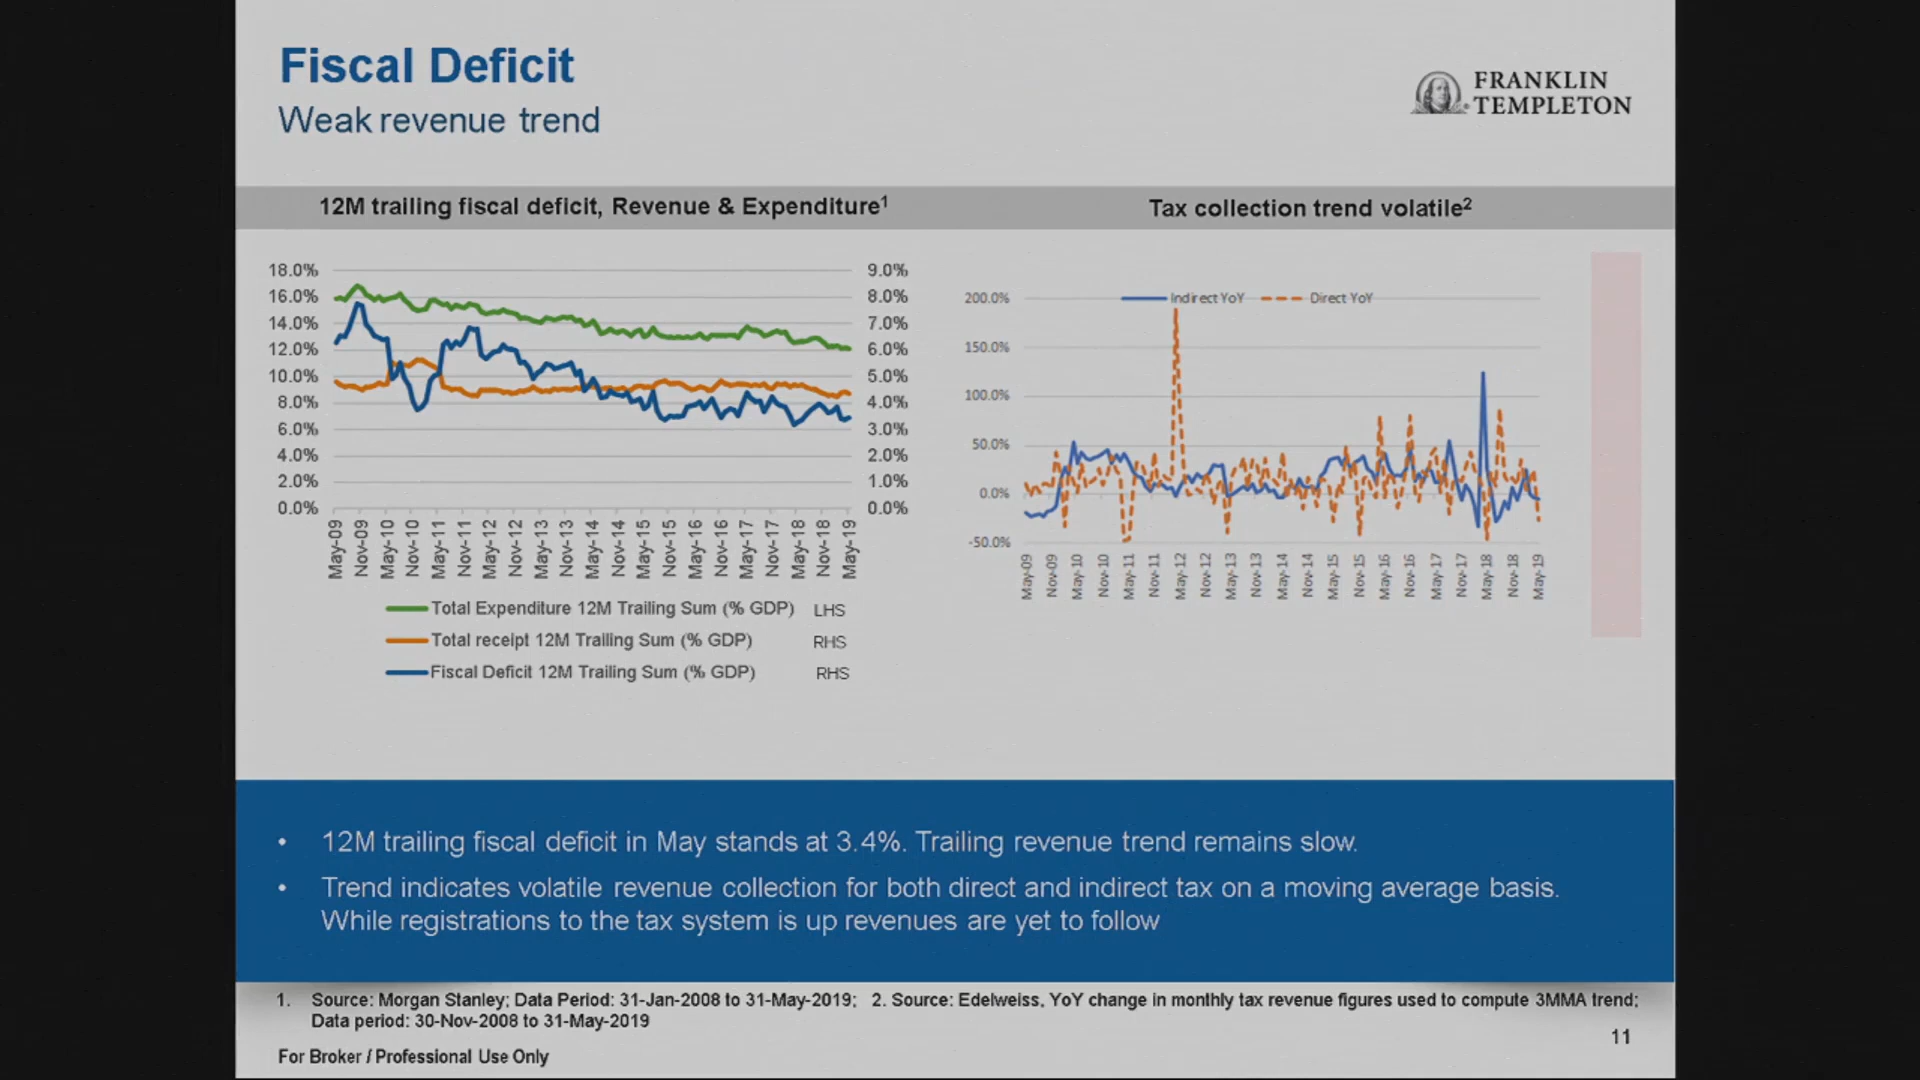 Fiscal Deficit
Weak revenue trend
FRANKLIN
TEMPLETON
12M trailing fiscal deficit, Revenue & Expenditure¹
18.0%
16.0%
14.0%
12.0%
10.0%
8.0%
6.0%
4.0%
2.0%
0.0%
9.0%
8.0%
7.0%
6.0%
5.0%
4.0%
3.0%
2.0%
1.0%
0.0%
May-09
Nov-09
May-10
Nov-10
May-11
Nov-11
May-12
Nov-12
May-13
Nov-13
May-14
Nov-14
May-15
Nov-15
May-16
Nov-16
May-17
Nov-17
May-18
Nov-18
May-19
Total Expenditure 12M Trailing Sum (% GDP) LHS
Total receipt 12M Trailing Sum (% GDP) RHS
Fiscal Deficit 12M Trailing Sum (% GDP) RHS
Tax collection trend volatile²
Indirect YoY Direct YoY
200.0%
150.0%
100.0%
50.0%
0.0%
-50.0%
May-09
Nov-09
May-10
Nov-10
May-11
Nov-11
May-12
Nov-12
May-13
Nov-13
May-14
Nov-14
May-15
Nov-15
May-16
Nov-16
May-17
Nov-17
May-18
Nov-18
May-19
• 12M trailing fiscal deficit in May stands at 3.4%. Trailing revenue trend remains slow.
• Trend indicates volatile revenue collection for both direct and indirect tax on a moving average basis.
While registrations to the tax system is up revenues are yet to follow
1. Source: Morgan Stanley; Data Period: 31-Jan-2008 to 31-May-2019; 2. Source: Edelweiss, YoY change in monthly tax revenue figures used to compute 3MMA trend;
Data period: 30-Nov-2008 to 31-May-2019
11
For Broker / Professional Use Only